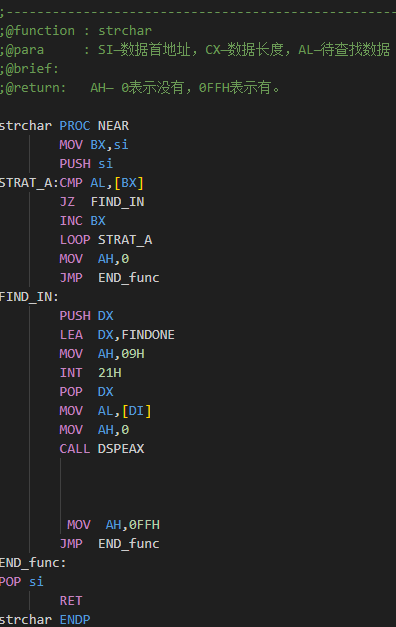 ;--------------------------------------------------
;@function : strchar
;@para     : SI—数据首地址，CX—数据长度，AL—待查找数据
;@brief:
;@return:   AH— 0表示没有，0FFH表示有。
strchar PROC NEAR
MOV BX,si
PUSH si
STRAT_A:CMP AL,[BX]
JZ  FIND_IN
INC BX
LOOP STRAT_A
MOV  AH,0
JMP  END_func
FIND_IN:
PUSH DX
LEA  DX,FINDONE
MOV  AH,09H
INT  21H
POP  DX
MOV  AL,[DI]
MOV  AH,0
CALL DSPEAX
MOV  AH,0FFH
JMP  END_func
END_func:
POP si
RET
strchar ENDP